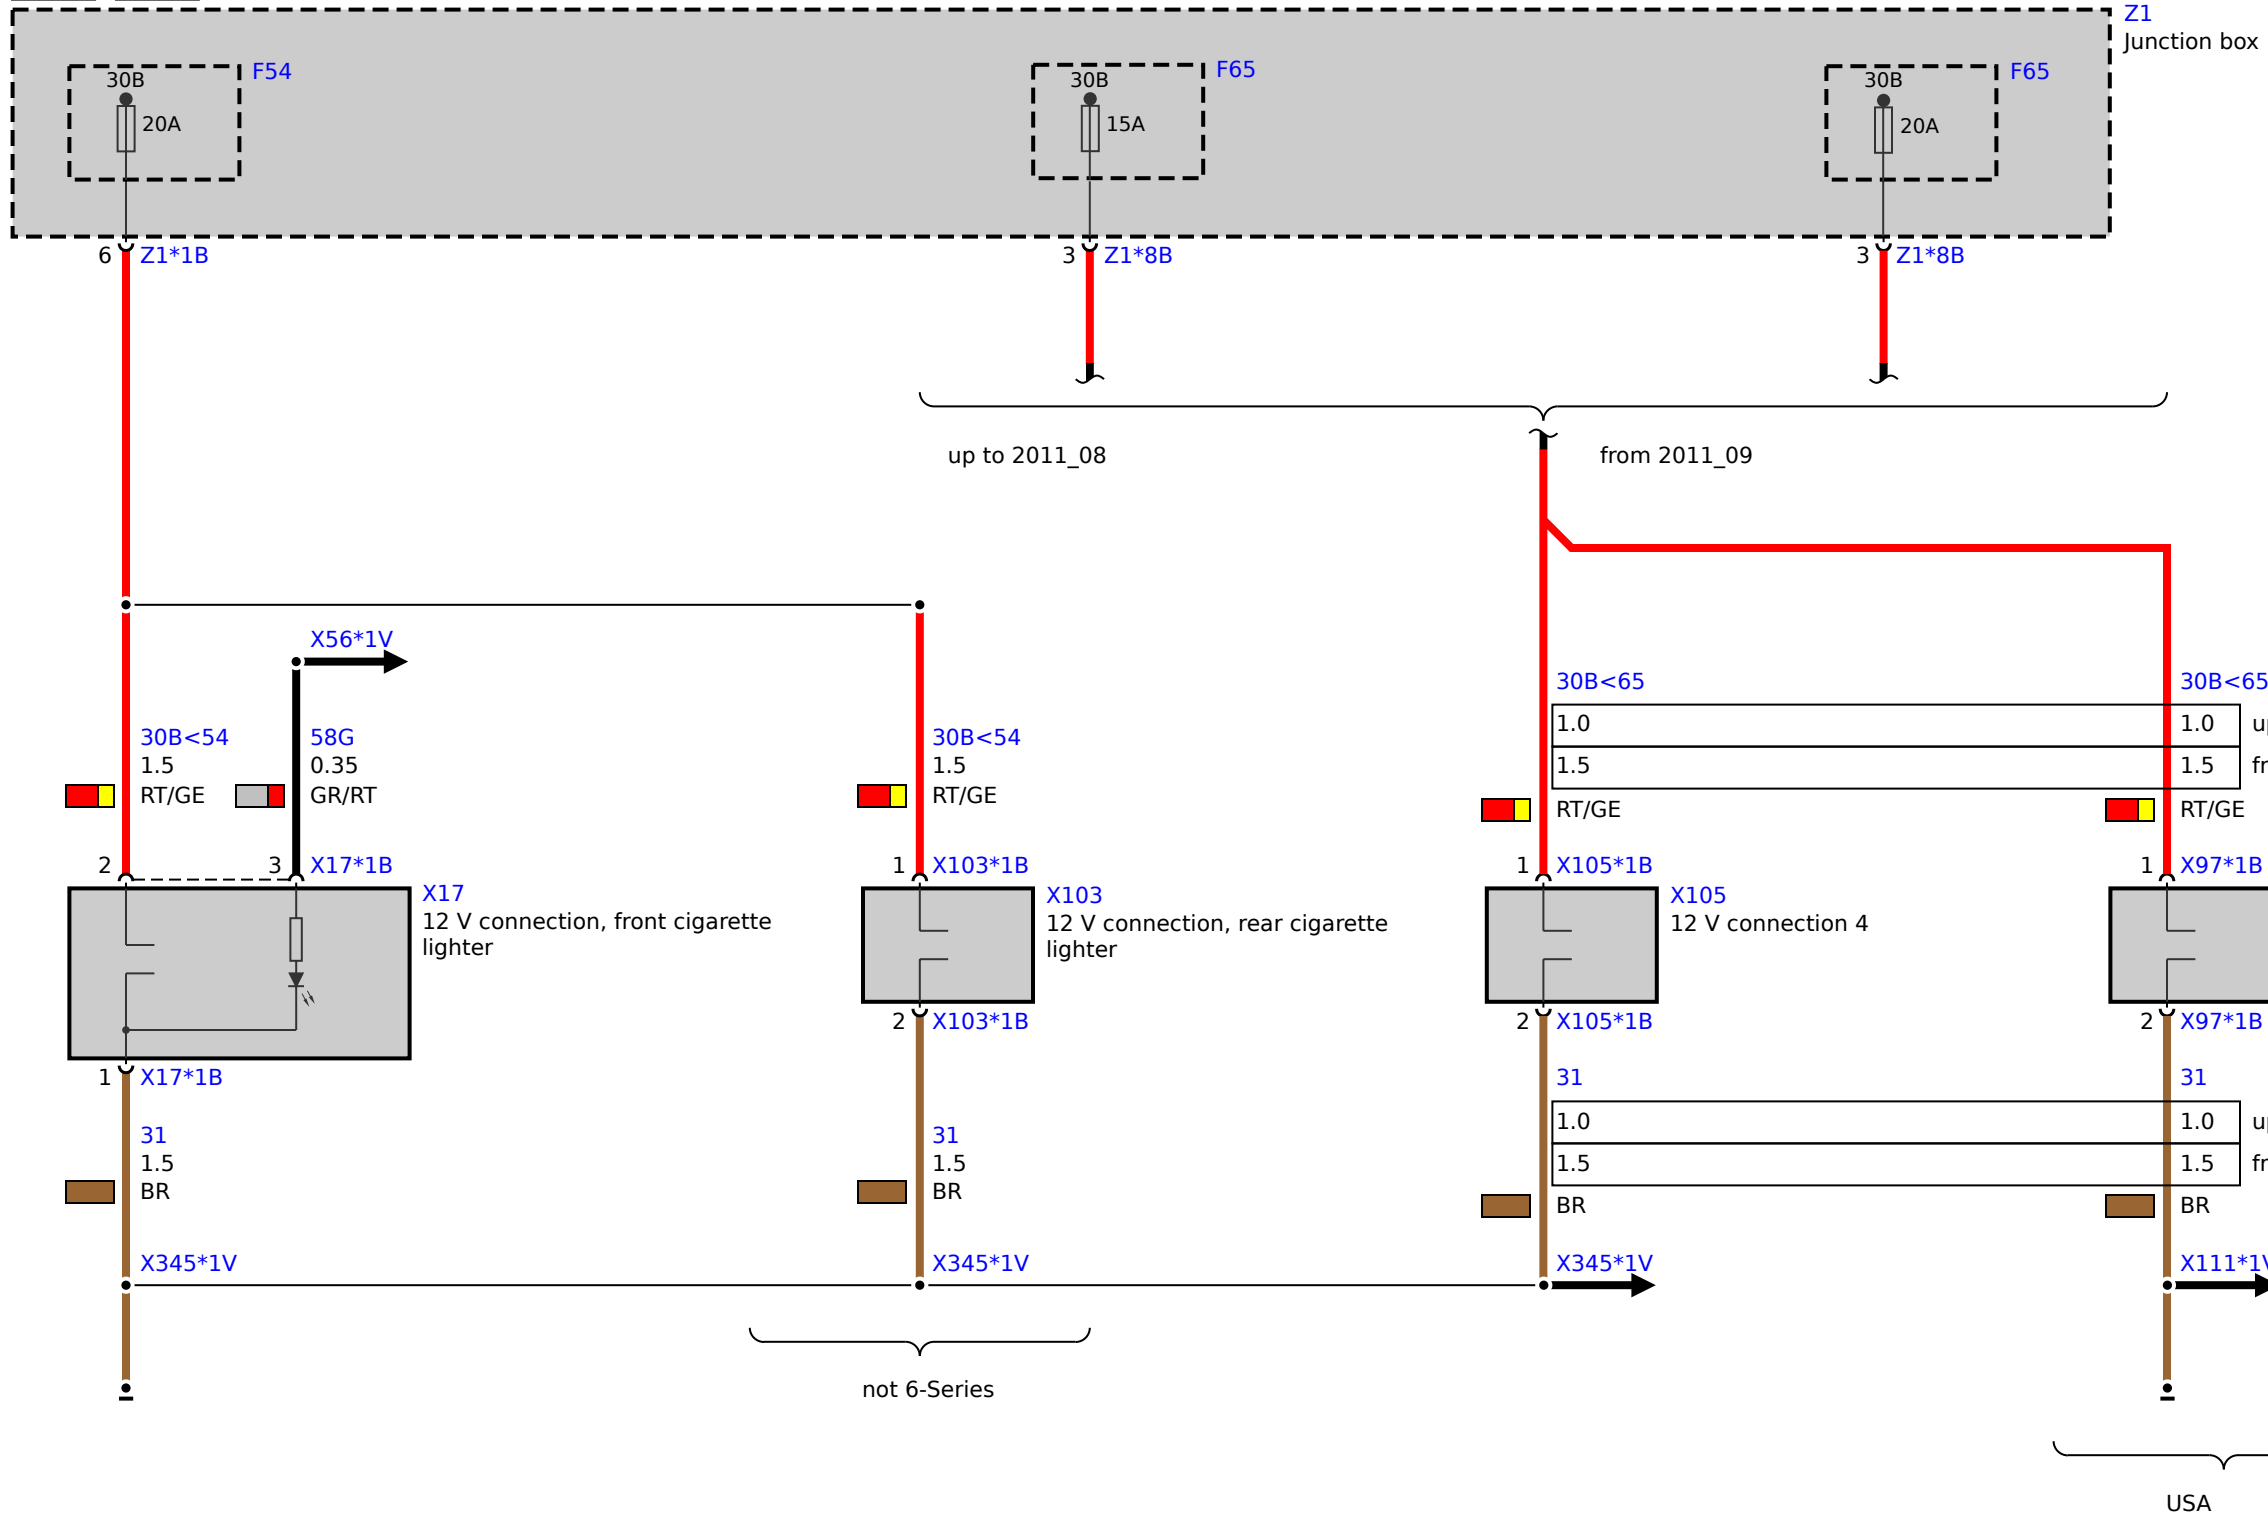 Z1
Junction box
F54
30B
20A
F65
30B
15A
F65
30B
20A
6 Z1*1B
3 Z1*8B
3 Z1*8B
up to 2011_08
from 2011_09
X56*1V
30B<54
1.5
RT/GE
58G
0.35
GR/RT
30B<54
1.5
RT/GE
30B<65
1.0
1.5
RT/GE
30B<65
1.0
1.5
RT/GE
2
3 X17*1B
1 X103*1B
1 X105*1B
1 X97*1B
X17
12 V connection, front cigarette
lighter
X103
12 V connection, rear cigarette
lighter
X105
12 V connection 4
2 X103*1B
2 X105*1B
2 X97*1B
1 X17*1B
31
1.5
BR
31
1.5
BR
31
1.0
1.5
BR
31
1.0
1.5
BR
X345*1V
X345*1V
X345*1V
X111*1V
not 6-Series
USA